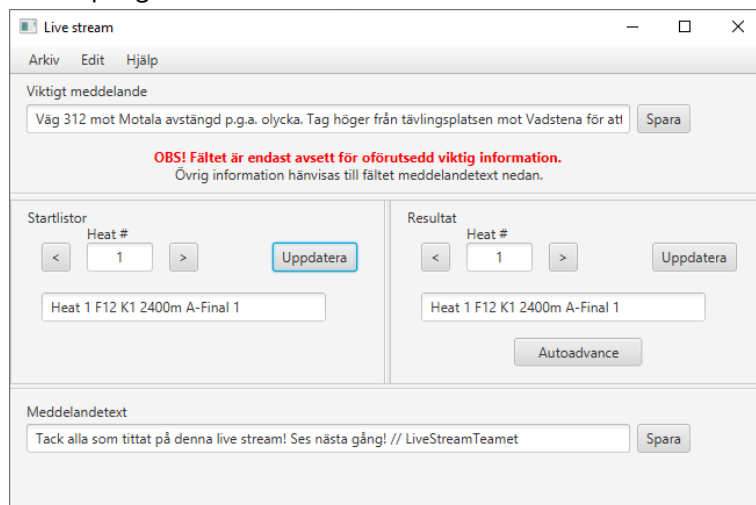 Live stream
Arkiv Edit Hjälp
Viktigt meddelande
Väg 312 mot Motala avstängd p.g.a. olycka. Tag höger från tävlingsplatsen mot Vadstena för att Spara
OBS! Fältet är endast avsett för oförutsedd viktig information.
Övrig information hänvisas till fältet meddelandetext nedan.
Startlistor
Heat #
< 1 > Uppdatera
Heat 1 F12 K1 2400m A-Final 1
Resultat
Heat #
< 1 > Uppdatera
Heat 1 F12 K1 2400m A-Final 1
Autoadvance
Meddelandetext
Tack alla som tittat på denna live stream! Ses nästa gång! // LiveStreamTeamet Spara